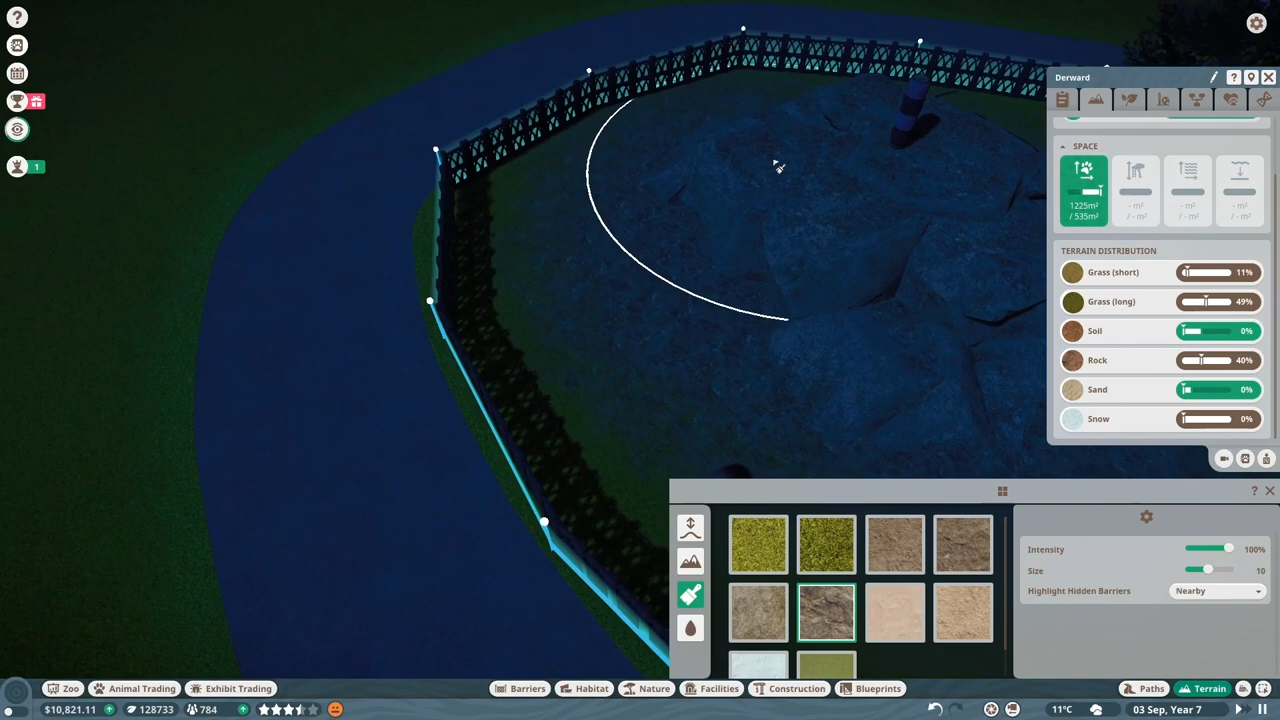 ?
1
Derward
?
SPACE
1225m²
/ 535m²
- m²
/ - m²
- m²
/ - m²
- m²
/ - m²
TERRAIN DISTRIBUTION
Grass (short) 11%
Grass (long) 49%
Soil 0%
Rock 40%
Sand 0%
Snow 0%
?
Intensity 100%
Size 10
Highlight Hidden Barriers Nearby
Zoo Animal Trading Exhibit Trading Barriers Habitat Nature Facilities Construction Blueprints Paths Terrain
$10,821.11 128733 784 11°C 03 Sep, Year 7